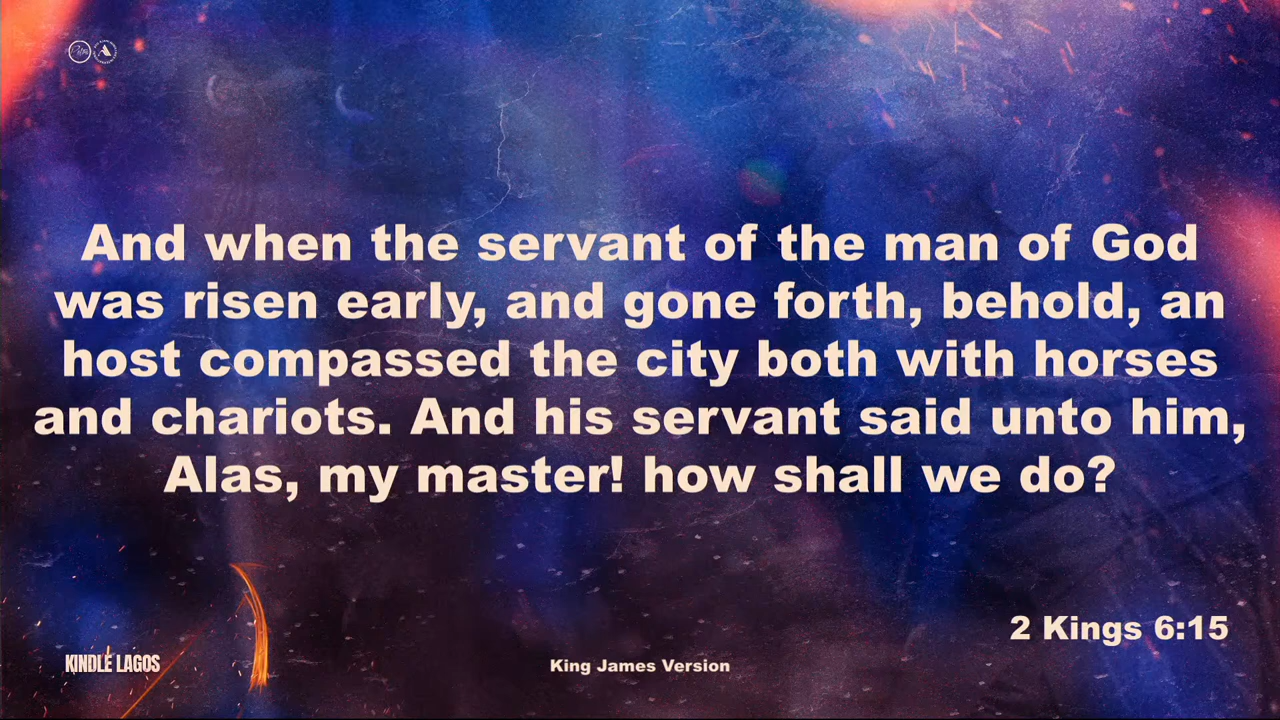 And when the servant of the man of God
was risen early, and gone forth, behold, an
host compassed the city both with horses
and chariots. And his servant said unto him,
Alas, my master! how shall we do?
2 Kings 6:15
KINDLE LAGOS
King James Version